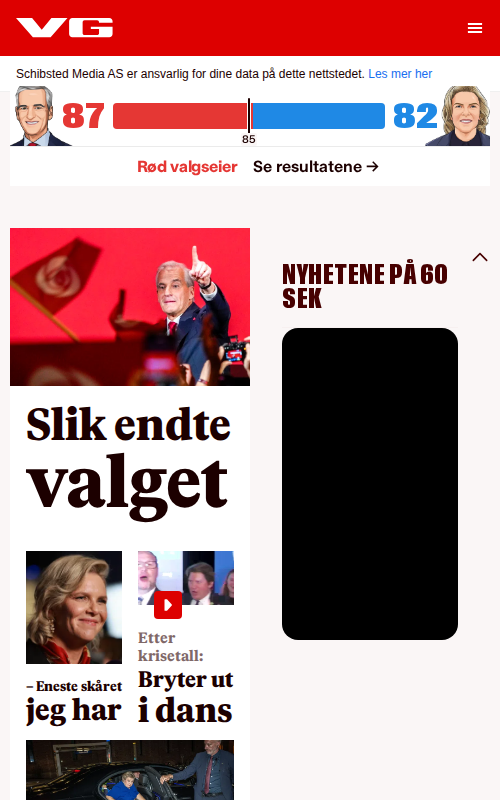 VG
Schibsted Media AS er ansvarlig for dine data på dette nettstedet. Les mer her
87
82
85
Rød valgseier Se resultatene →
Slik endte
valget
– Eneste skåret
jeg har
Etter
krisetall:
Bryter ut
i dans
NYHETENE PÅ 60
SEK